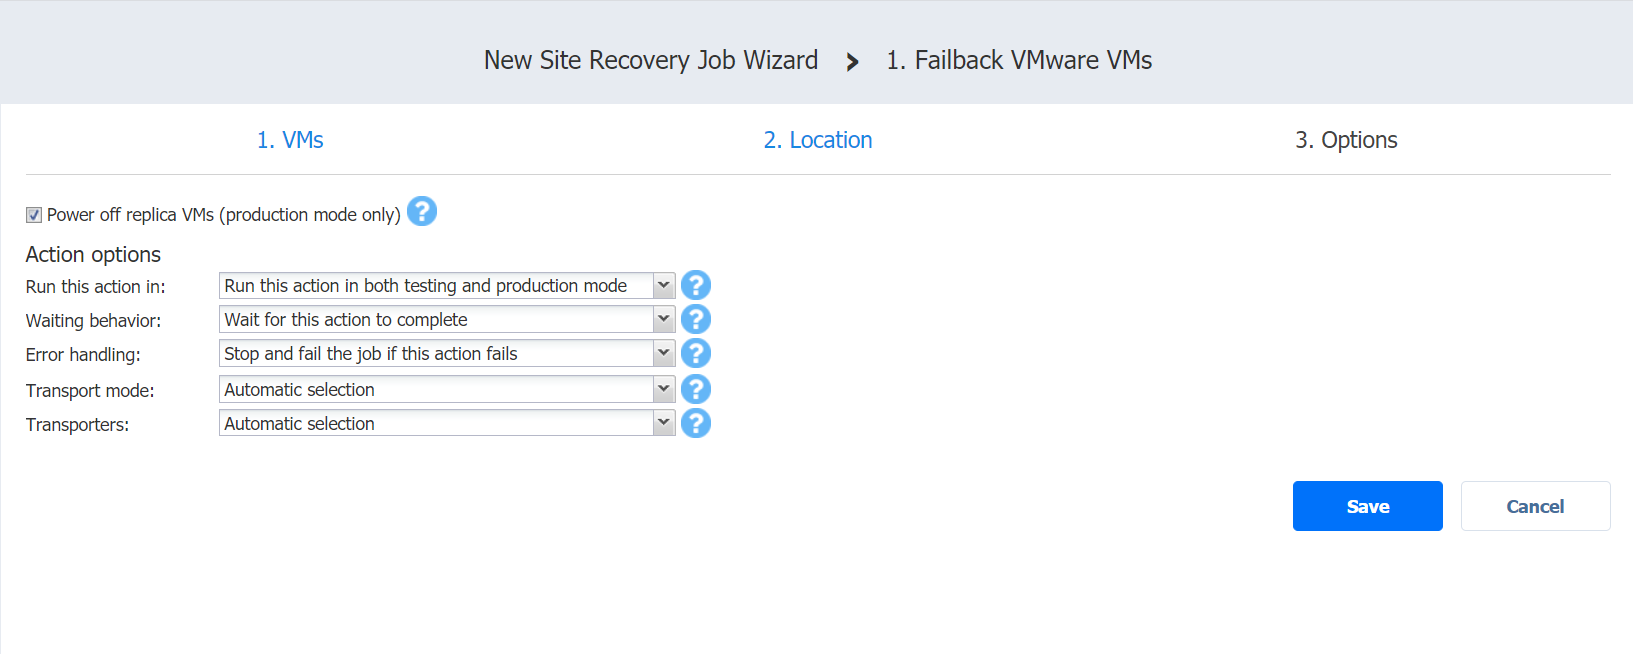 New Site Recovery Job Wizard > 1. Failback VMware VMs
1. VMs 2. Location 3. Options
Power off replica VMs (production mode only) ?
Action options
Run this action in: Run this action in both testing and production mode ?
Waiting behavior: Wait for this action to complete ?
Error handling: Stop and fail the job if this action fails ?
Transport mode: Automatic selection ?
Transporters: Automatic selection ?
Save Cancel